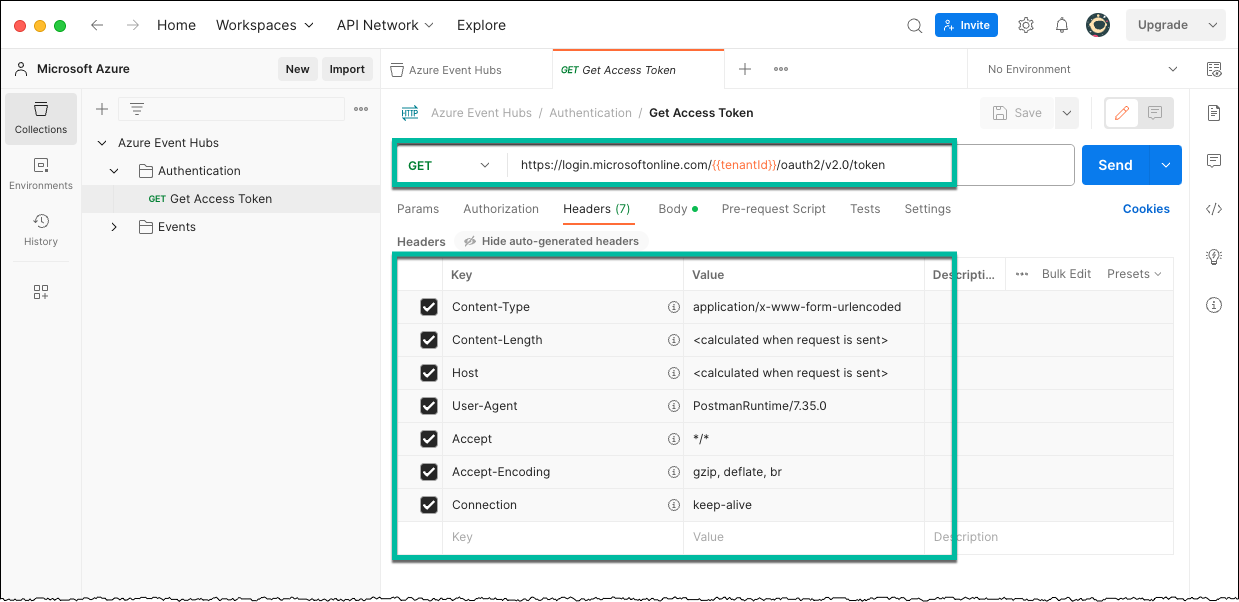 Home Workspaces API Network Explore Invite Upgrade
Microsoft Azure New Import
Azure Event Hubs GET Get Access Token No Environment
Collections
Environments
History
Azure Event Hubs
Authentication
GET Get Access Token
Events
HTTP Azure Event Hubs / Authentication / Get Access Token Save
GET https://login.microsoftonline.com/{{tenantId}}/oauth2/v2.0/token Send
Params Authorization Headers (7) Body Pre-request Script Tests Settings Cookies
Headers Hide auto-generated headers
Key Value Descripti... Bulk Edit Presets
Content-Type application/x-www-form-urlencoded
Content-Length <calculated when request is sent>
Host <calculated when request is sent>
User-Agent PostmanRuntime/7.35.0
Accept */*
Accept-Encoding gzip, deflate, br
Connection keep-alive
Key Value Description